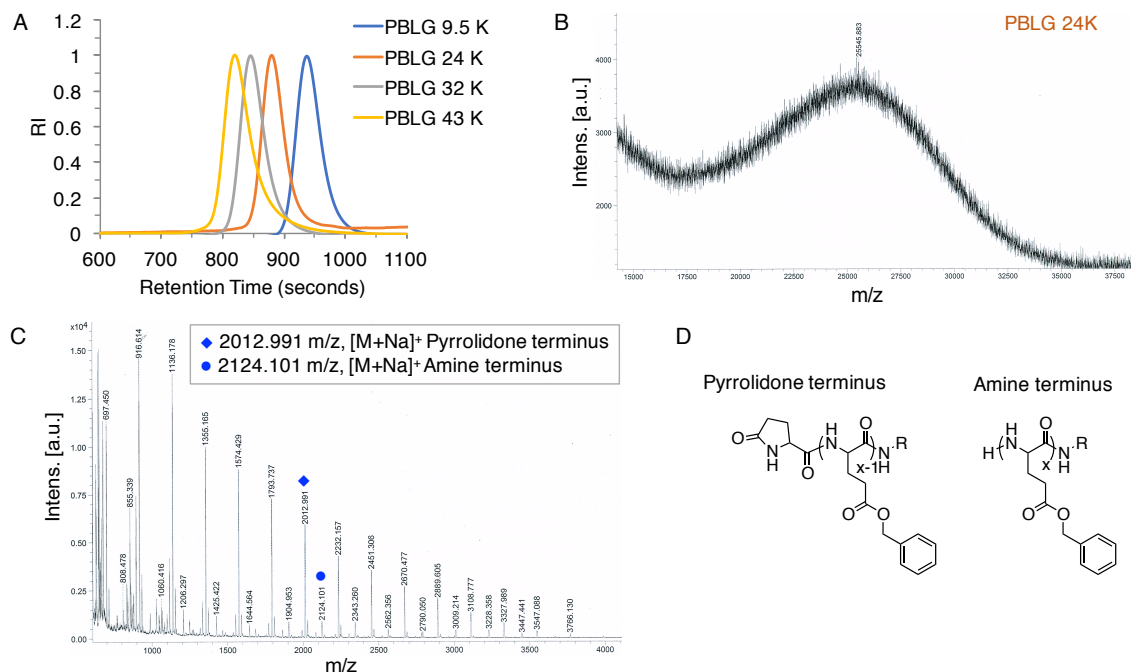 A
1.2
1
0.8
0.6
0.4
0.2
0
RI
600 700 800 900 1000 1100
Retention Time (seconds)
PBLG 9.5 K
PBLG 24 K
PBLG 32 K
PBLG 43 K
B
PBLG 24K
25545.883
Intens. [a.u.]
4000
3000
2000
15000 17500 20000 22500 25000 27500 30000 32500 35000 37500
m/z
C
x10⁴
Intens. [a.u.]
1.50
1.25
1.00
0.75
0.50
0.25
0.00
2012.991 m/z, [M+Na]⁺ Pyrrolidone terminus
2124.101 m/z, [M+Na]⁺ Amine terminus
697.450
808.478
855.339
916.614
1060.416
1136.178
1206.297
1355.165
1425.422
1574.429
1644.564
1793.737
1904.953
2012.991
2124.101
2232.157
2343.260
2451.306
2562.356
2670.477
2790.050
2889.605
3009.214
3108.777
3228.358
3327.989
3447.441
3547.088
3766.130
1000 1500 2000 2500 3000 3500 4000
m/z
D
Pyrrolidone terminus
Amine terminus
O
N
H
O
H
N
O
x-1
N
H
R
O
O
H
H
N
O
x
N
H
R
O
O